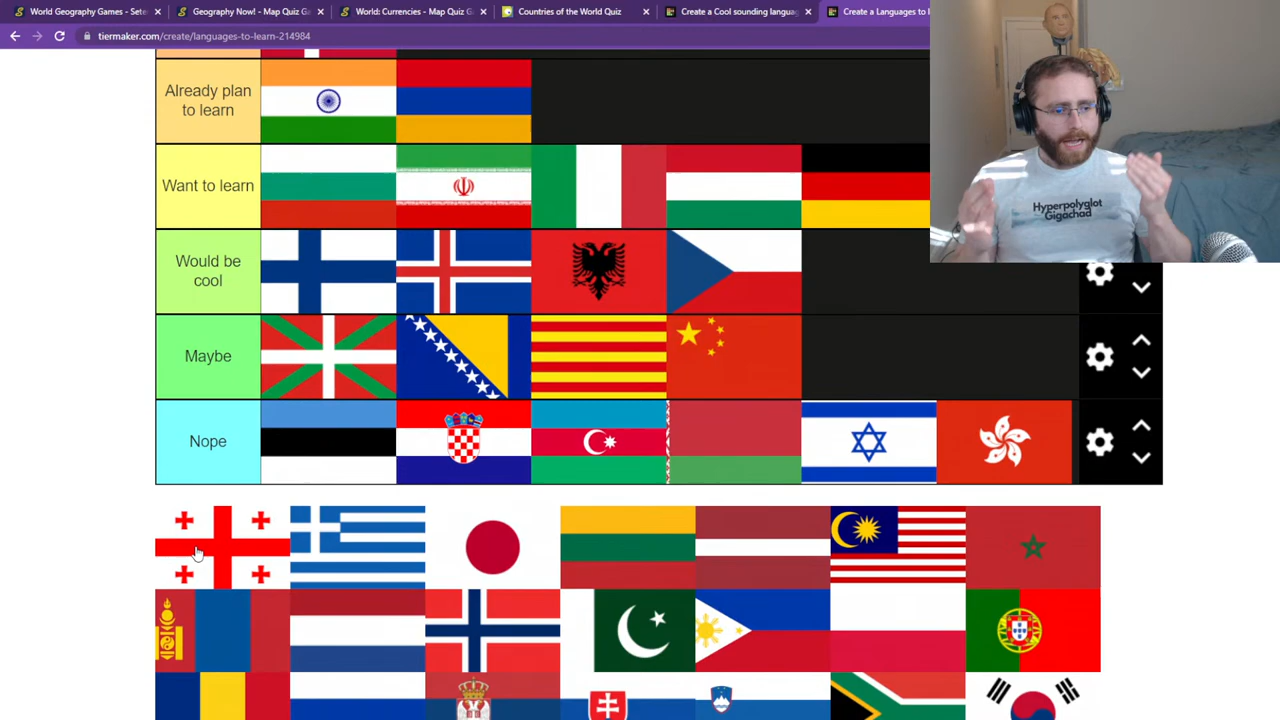 World Geography Games - Sete
Geography Now! - Map Quiz G
World: Currencies - Map Quiz G
Countries of the World Quiz
Create a Cool sounding langua
Create a Languages to l
tiermaker.com/create/languages-to-learn-214984
Already plan
to learn
Want to learn
Hyperpolyglot
Gigachad
Would be
cool
Maybe
Nope